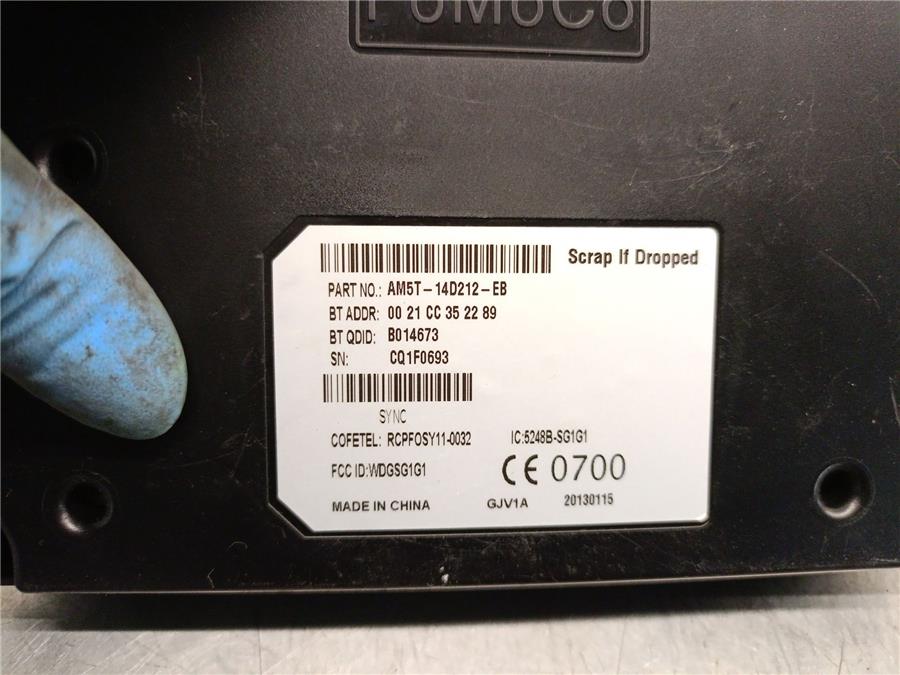 FoMoCo
Scrap If Dropped
PART NO.: AM5T-14D212-EB
BT ADDR: 00 21 CC 35 22 89
BT QDID: B014673
SN: CQ1F0693
SYNC
COFETEL: RCPFOSY11-0032 IC:5248B-SG1G1
FCC ID:WDGSG1G1 CE 0700
MADE IN CHINA GJV1A 20130115